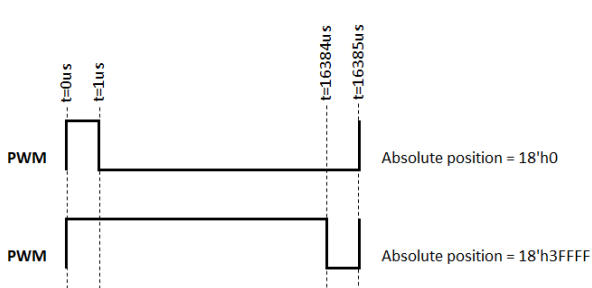 t=0us
t=1us
t=16384us
t=16385us
PWM
Absolute position = 18'h0
PWM
Absolute position = 18'h3FFFF